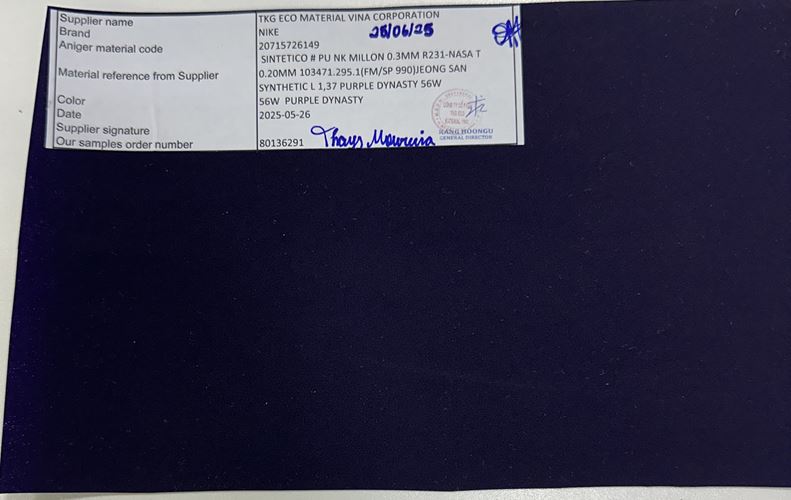 Supplier name TKG ECO MATERIAL VINA CORPORATION
Brand NIKE 25/06/25
Aniger material code 20715726149
Material reference from Supplier SINTETICO # PU NK MILLON 0.3MM R231-NASA T
0.20MM 103471.295.1(FM/SP 990)JEONG SAN
SYNTHETIC L 1,37 PURPLE DYNASTY 56W
Color 56W PURPLE DYNASTY
Date 2025-05-26
Supplier signature KANG HOONGU
GENERAL DIRECTOR
Our samples order number 80136291 Thays Moureira